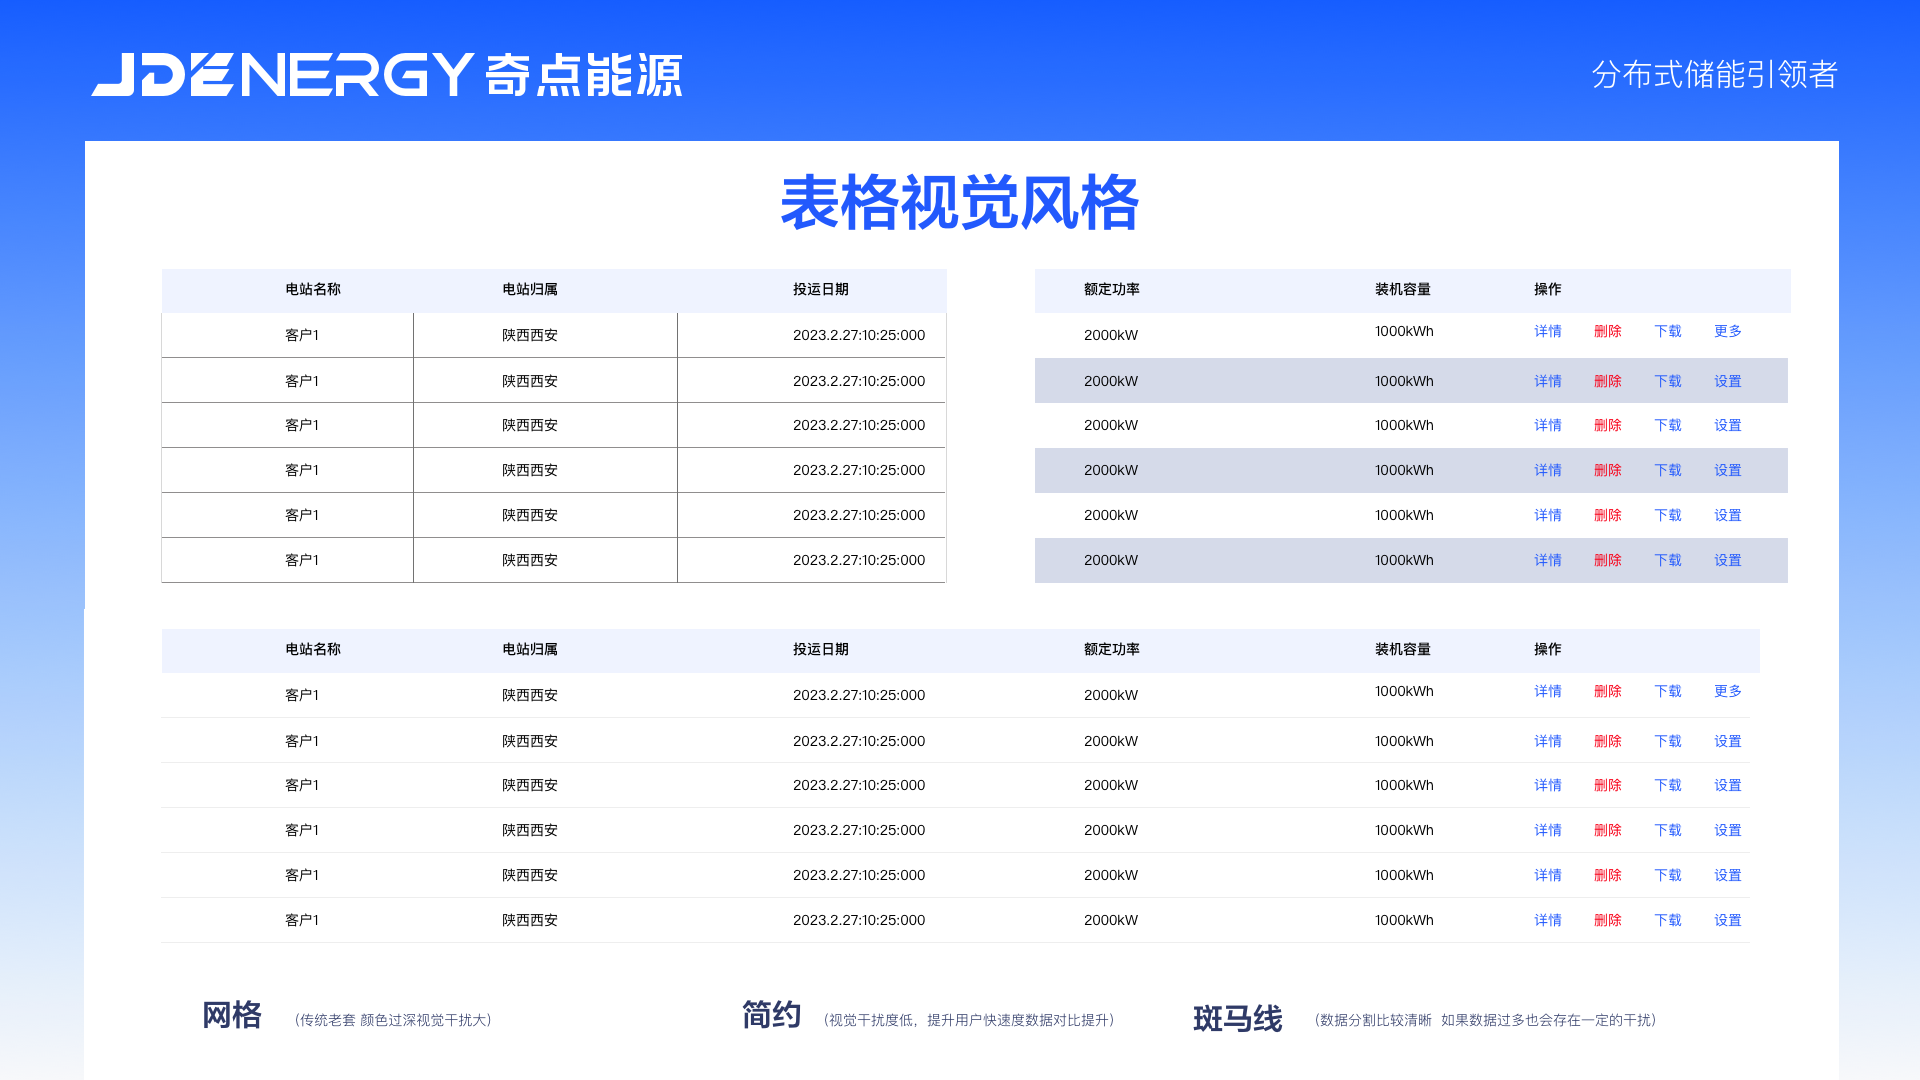 JDENERGY 奇点能源
分布式储能引领者
表格视觉风格
电站名称 电站归属 投运日期
客户1 陕西西安 2023.2.27:10:25:000
客户1 陕西西安 2023.2.27:10:25:000
客户1 陕西西安 2023.2.27:10:25:000
客户1 陕西西安 2023.2.27:10:25:000
客户1 陕西西安 2023.2.27:10:25:000
客户1 陕西西安 2023.2.27:10:25:000
额定功率 装机容量 操作
2000kW 1000kWh 详情 删除 下载 更多
2000kW 1000kWh 详情 删除 下载 设置
2000kW 1000kWh 详情 删除 下载 设置
2000kW 1000kWh 详情 删除 下载 设置
2000kW 1000kWh 详情 删除 下载 设置
2000kW 1000kWh 详情 删除 下载 设置
电站名称 电站归属 投运日期 额定功率 装机容量 操作
客户1 陕西西安 2023.2.27:10:25:000 2000kW 1000kWh 详情 删除 下载 更多
客户1 陕西西安 2023.2.27:10:25:000 2000kW 1000kWh 详情 删除 下载 设置
客户1 陕西西安 2023.2.27:10:25:000 2000kW 1000kWh 详情 删除 下载 设置
客户1 陕西西安 2023.2.27:10:25:000 2000kW 1000kWh 详情 删除 下载 设置
客户1 陕西西安 2023.2.27:10:25:000 2000kW 1000kWh 详情 删除 下载 设置
客户1 陕西西安 2023.2.27:10:25:000 2000kW 1000kWh 详情 删除 下载 设置
网格 （传统老套 颜色过深视觉干扰大）
简约 （视觉干扰度低，提升用户快速度数据对比提升）
斑马线 （数据分割比较清晰 如果数据过多也会存在一定的干扰）